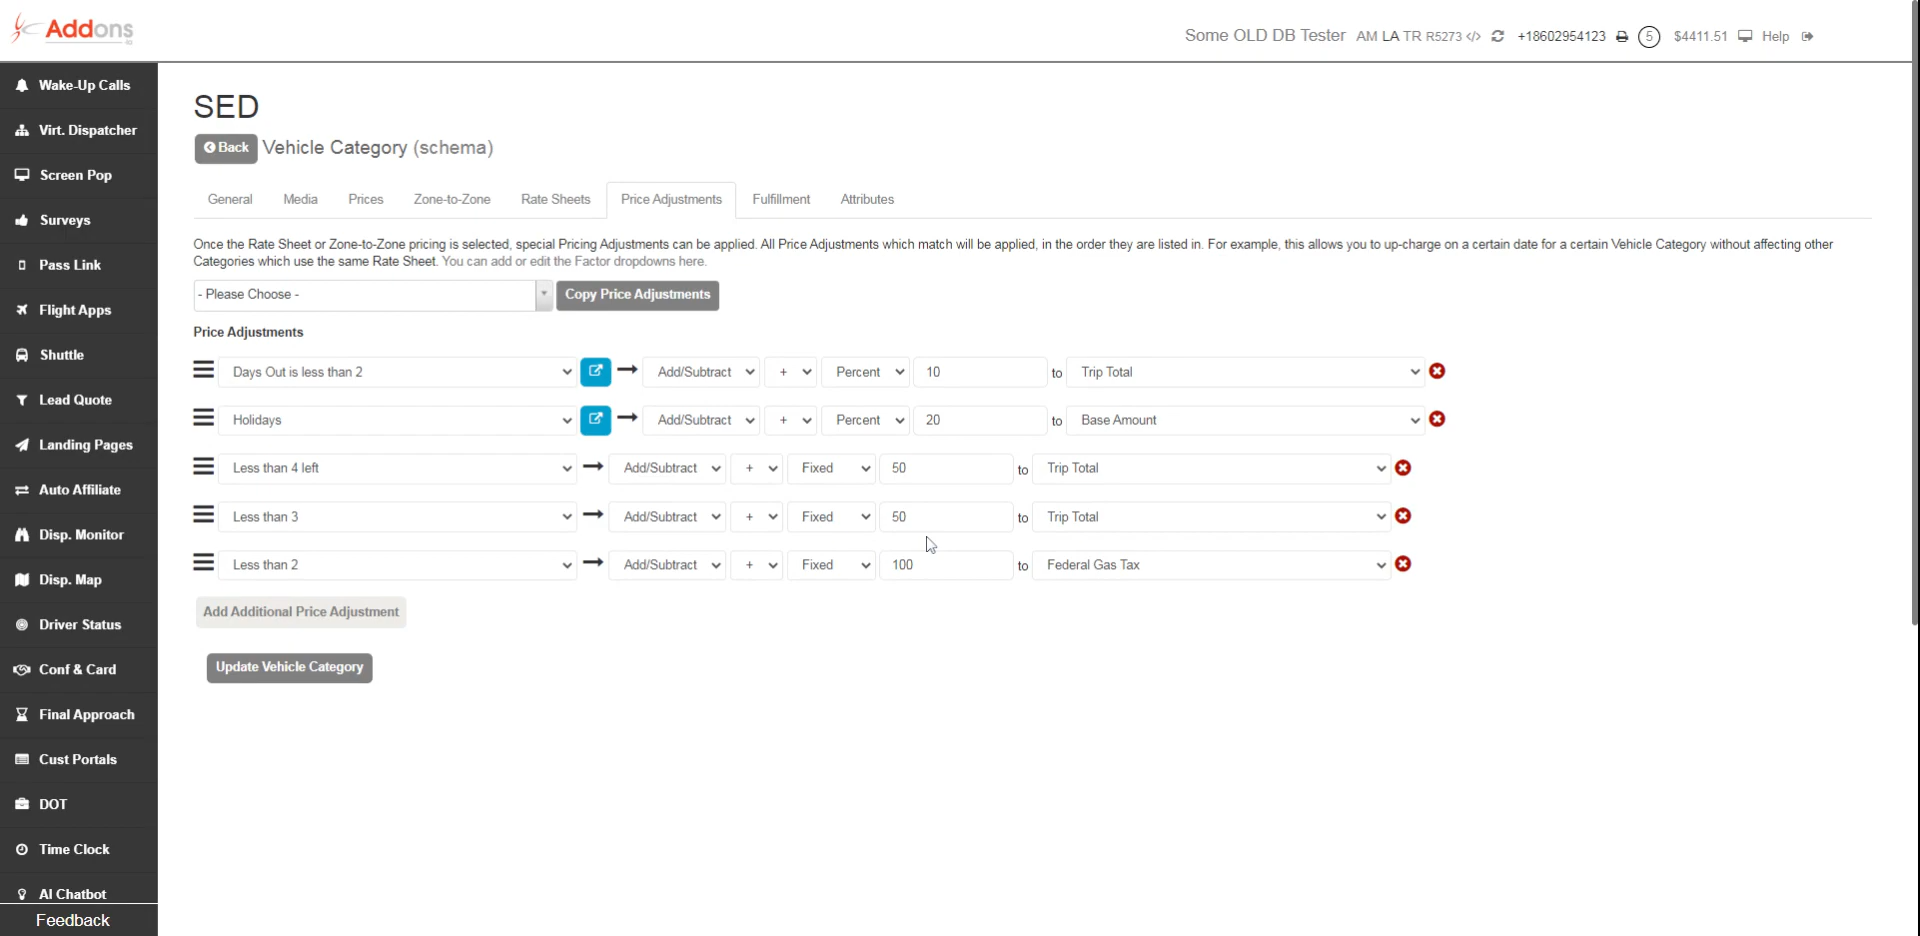 Addons
Some OLD DB Tester AM LA TR R5273 </> +18602954123 5 $4411.51 Help
Wake-Up Calls
Virt. Dispatcher
Screen Pop
Surveys
Pass Link
Flight Apps
Shuttle
Lead Quote
Landing Pages
Auto Affiliate
Disp. Monitor
Disp. Map
Driver Status
Conf & Card
Final Approach
Cust Portals
DOT
Time Clock
AI Chatbot
Feedback
SED
Back Vehicle Category (schema)
General Media Prices Zone-to-Zone Rate Sheets Price Adjustments Fulfillment Attributes
Once the Rate Sheet or Zone-to-Zone pricing is selected, special Pricing Adjustments can be applied. All Price Adjustments which match will be applied, in the order they are listed in. For example, this allows you to up-charge on a certain date for a certain Vehicle Category without affecting other
Categories which use the same Rate Sheet. You can add or edit the Factor dropdowns here.
- Please Choose - Copy Price Adjustments
Price Adjustments
Days Out is less than 2 Add/Subtract + Percent 10 to Trip Total
Holidays Add/Subtract + Percent 20 to Base Amount
Less than 4 left Add/Subtract + Fixed 50 to Trip Total
Less than 3 Add/Subtract + Fixed 50 to Trip Total
Less than 2 Add/Subtract + Fixed 100 to Federal Gas Tax
Add Additional Price Adjustment
Update Vehicle Category